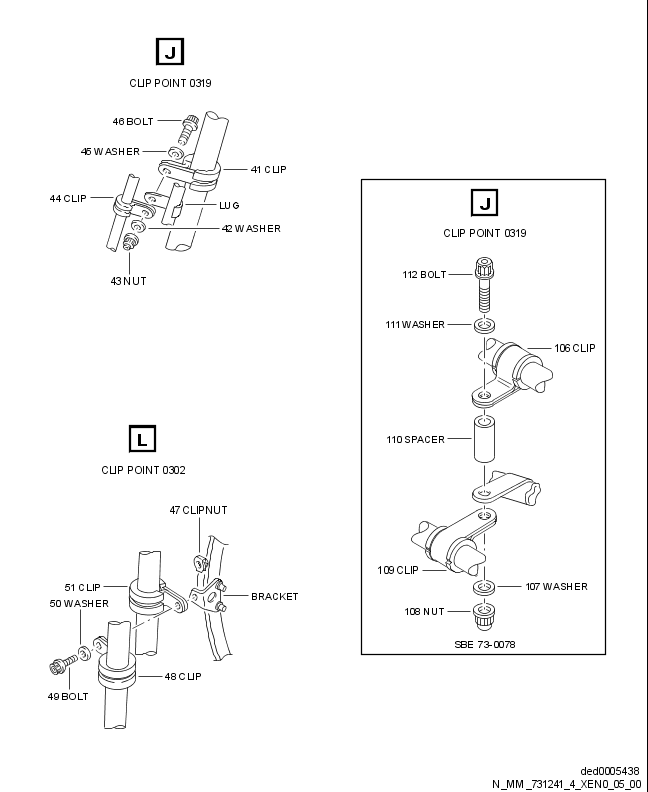 J
CLIP POINT 0319
46 BOLT
45 WASHER
41 CLIP
44 CLIP
LUG
42 WASHER
43 NUT
J
CLIP POINT 0319
112 BOLT
111 WASHER
106 CLIP
110 SPACER
109 CLIP
107 WASHER
108 NUT
SBE 73-0078
L
CLIP POINT 0302
47 CLIPNUT
51 CLIP
50 WASHER
BRACKET
48 CLIP
49 BOLT
ded0005438
N_MM_731241_4_XEN0_05_00